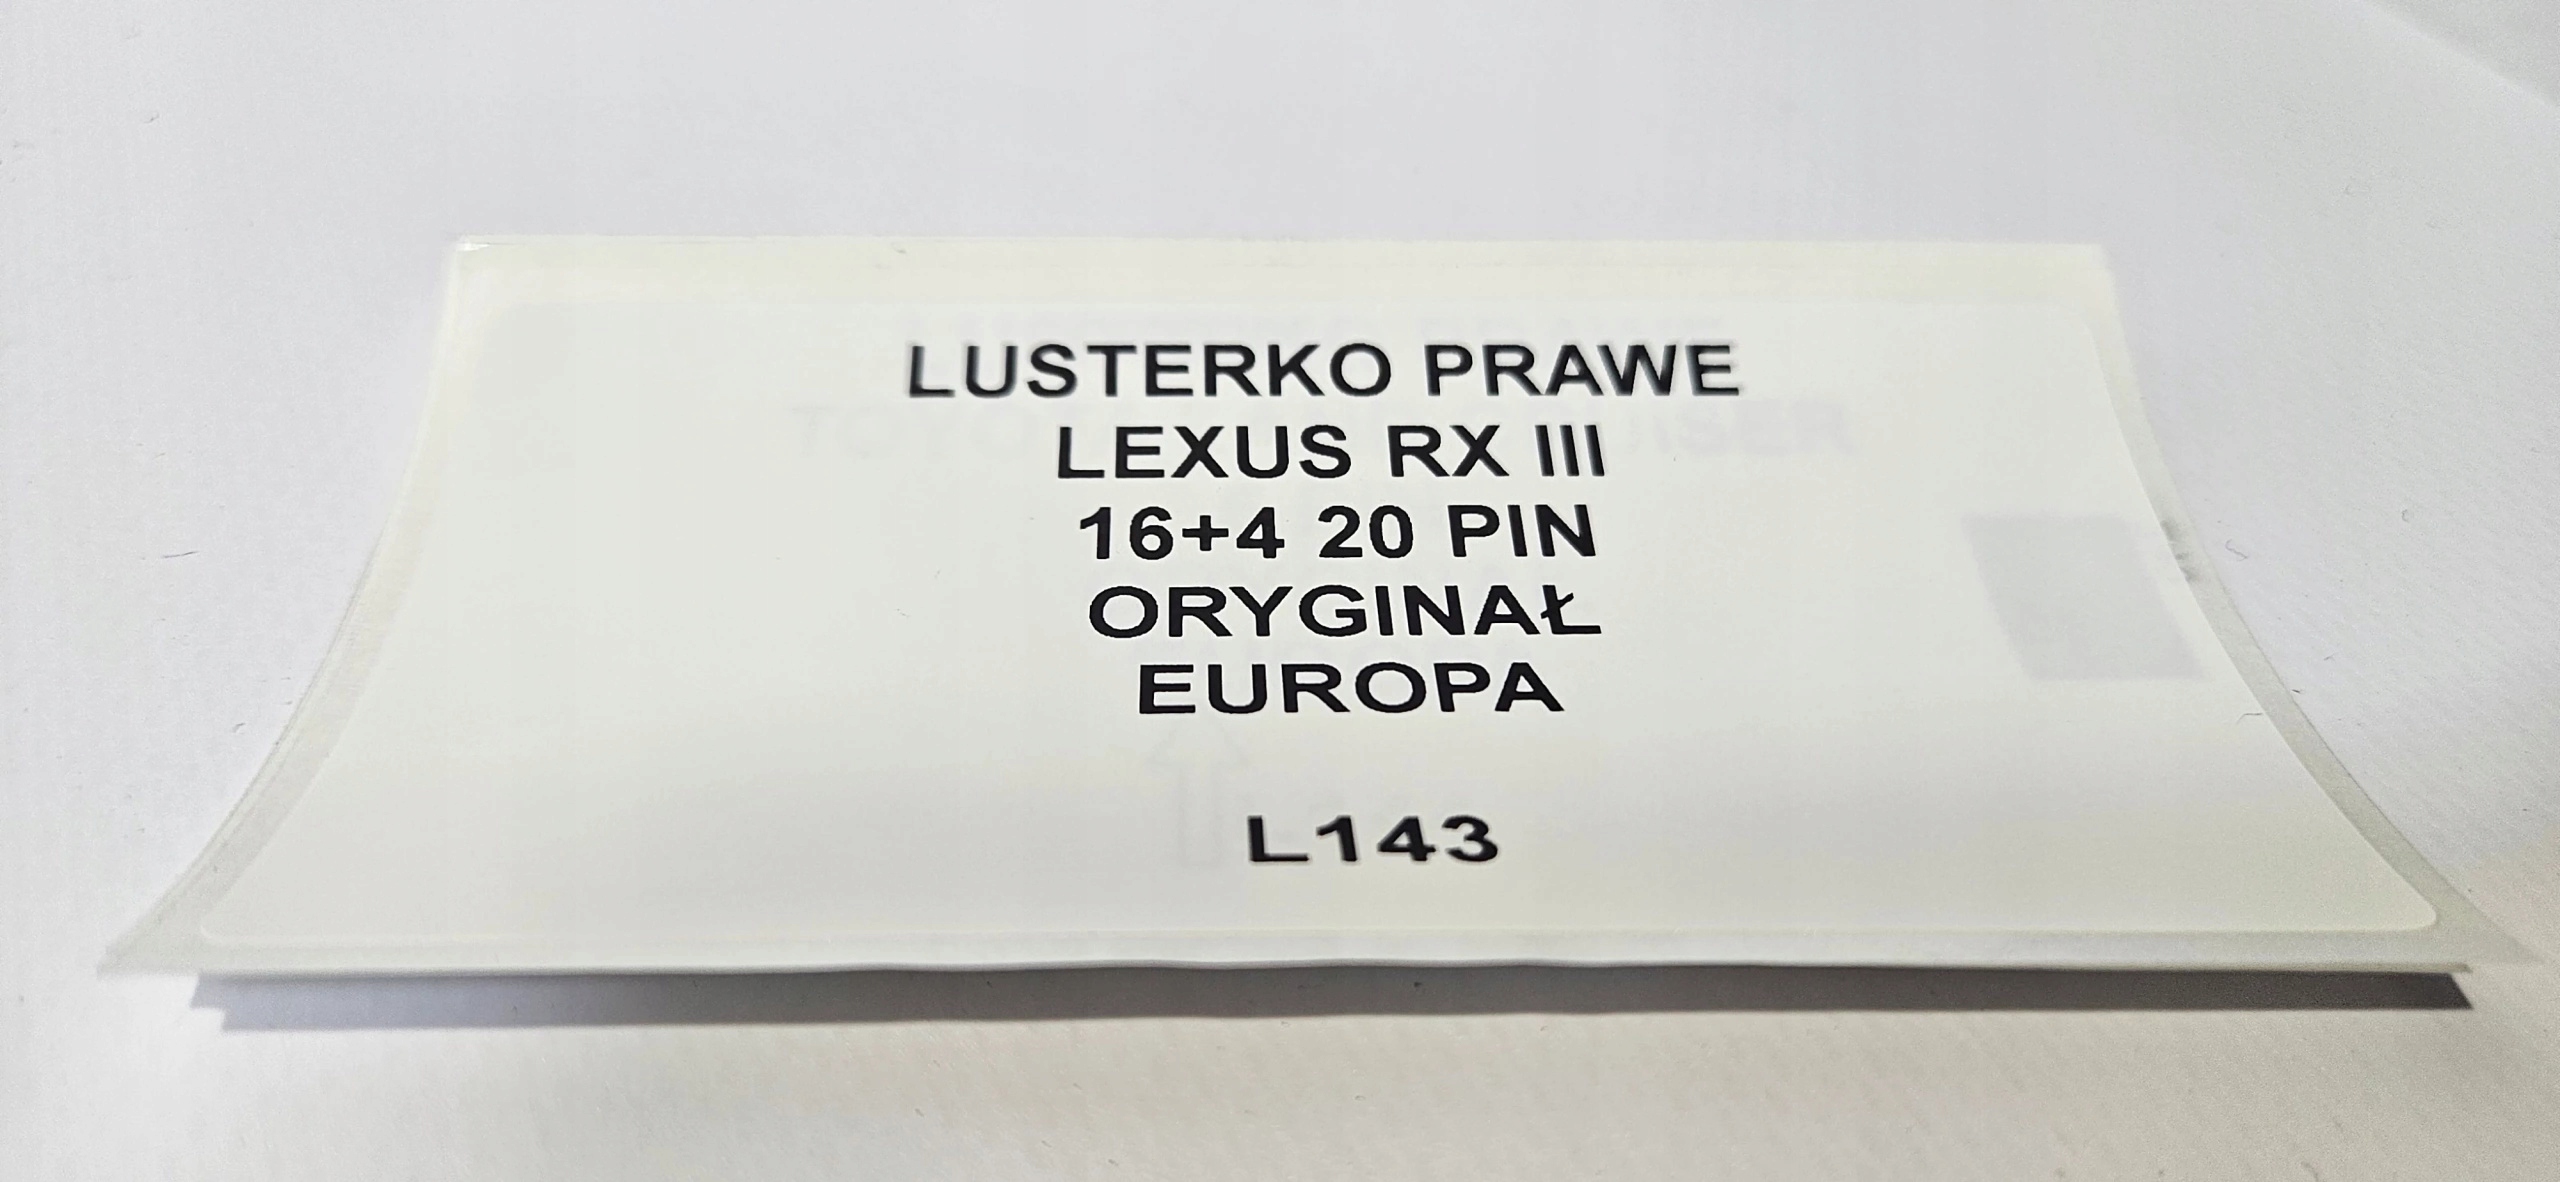 LUSTERKO PRAWE
LEXUS RX III
16+4 20 PIN
ORYGINAŁ
EUROPA
L143